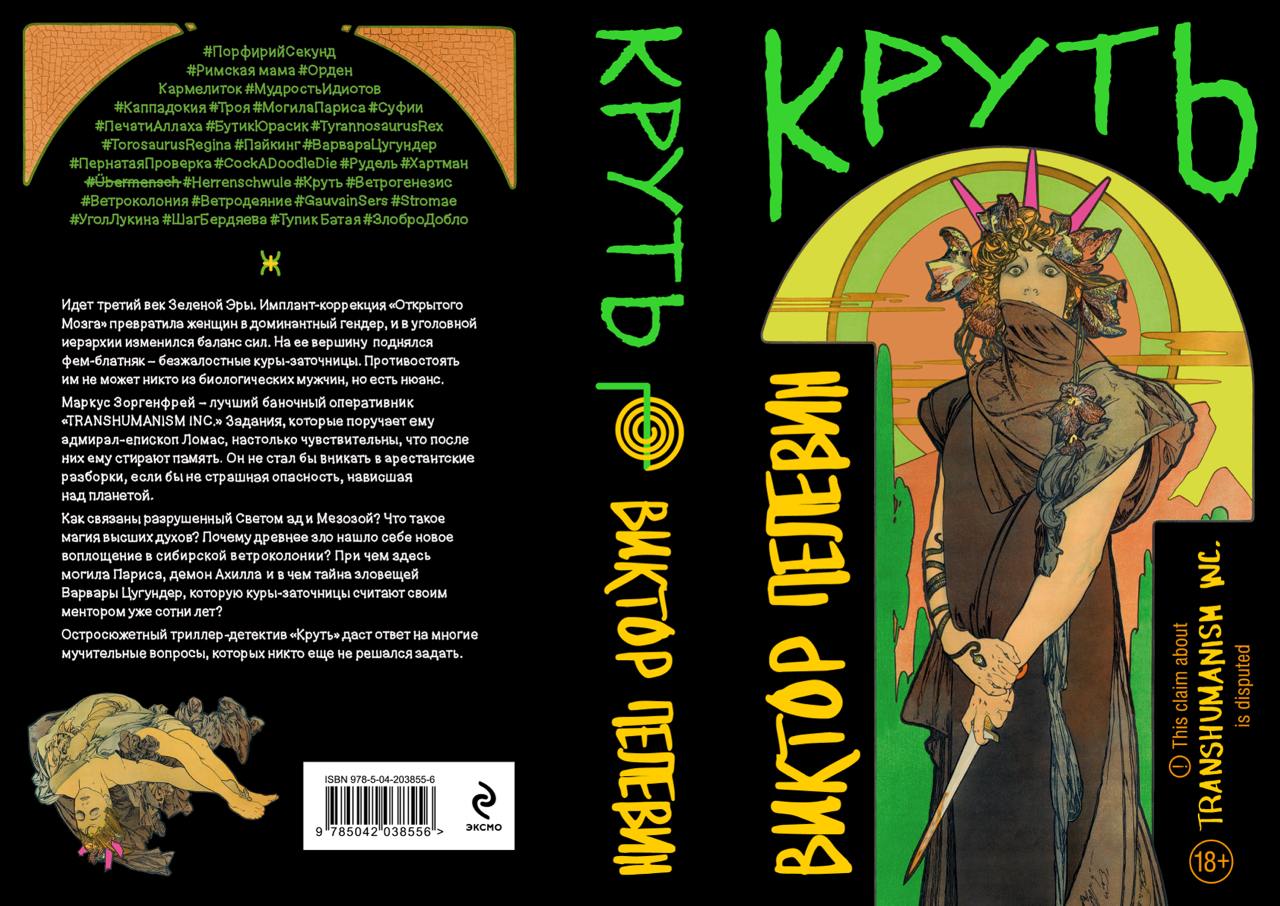 #ПорфирийСекунд
#Римская мама #Орден
Кармелиток #МудростьИдиотов
#Каппадокия #Троя #МогилаПариса #Суфии
#ПечатиАллаха #БутикЮрасик #TyrannosaurusRex
#TorosaurusRegina #Пайкинг #ВарвараЦугундер
#ПернатаяПроверка #CockADoodleDie #Рудель #Хартман
#Übermensch #Herrenschwule #Круть #Ветрогенезис
#Ветроколония #Ветродеяние #GauvainSers #Stromae
#УголЛукина #ШагБердяева #Тупик Батая #ЗлоброДобло
Идет третий век Зеленой Эры. Имплант-коррекция «Открытого
Мозга» превратила женщин в доминантный гендер, и в уголовной
иерархии изменился баланс сил. На ее вершину поднялся
фем-блатняк – безжалостные куры-заточницы. Противостоять
им не может никто из биологических мужчин, но есть нюанс.
Маркус Зоргенфрей – лучший баночный оперативник
«TRANSHUMANISM INC.» Задания, которые поручает ему
адмирал-епископ Ломас, настолько чувствительны, что после
них ему стирают память. Он не стал бы вникать в арестантские
разборки, если бы не страшная опасность, нависшая
над планетой.
Как связаны разрушенный Светом ад и Мезозой? Что такое
магия высших духов? Почему древнее зло нашло себе новое
воплощение в сибирской ветроколонии? При чем здесь
могила Париса, демон Ахилла и в чем тайна зловещей
Варвары Цугундер, которую куры-заточницы считают своим
ментором уже сотни лет?
Остросюжетный триллер-детектив «Круть» даст ответ на многие
мучительные вопросы, которых никто еще не решался задать.
ISBN 978-5-04-203855-6
9 785042 038556 >
ЭКСМО
КРУТЬ
ВИКТОР ПЕЛЕВИН
КРУТЬ
ВИКТОР ПЕЛЕВИН
! This claim about
TRANSHUMANISM INC.
is disputed
18+